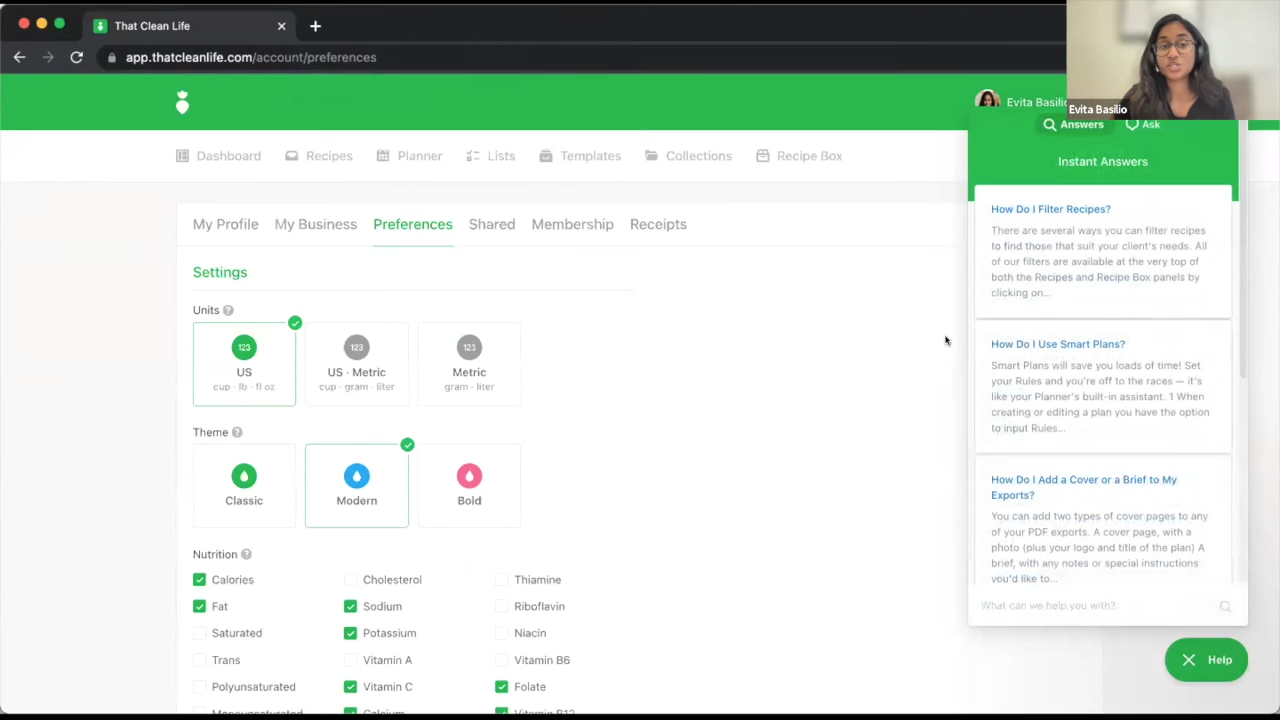 That Clean Life
app.thatcleanlife.com/account/preferences
Evita Basilio
Evita Basilio
Dashboard
Recipes
Planner
Lists
Templates
Collections
Recipe Box
Answers
Ask
Instant Answers
My Profile
My Business
Preferences
Shared
Membership
Receipts
Settings
Units ?
123
US
cup · lb · fl oz
123
US · Metric
cup · gram · liter
123
Metric
gram · liter
Theme ?
Classic
Modern
Bold
Nutrition ?
Calories
Cholesterol
Thiamine
Fat
Sodium
Riboflavin
Saturated
Potassium
Niacin
Trans
Vitamin A
Vitamin B6
Polyunsaturated
Vitamin C
Folate
Monounsaturated
Calcium
Vitamin B12
How Do I Filter Recipes?
There are several ways you can filter recipes
to find those that suit your client's needs. All
of our filters are available at the very top of
both the Recipes and Recipe Box panels by
clicking on...
How Do I Use Smart Plans?
Smart Plans will save you loads of time! Set
your Rules and you're off to the races — it's
like your Planner's built-in assistant. 1 When
creating or editing a plan you have the option
to input Rules...
How Do I Add a Cover or a Brief to My
Exports?
You can add two types of cover pages to any
of your PDF exports. A cover page, with a
photo (plus your logo and title of the plan) A
brief, with any notes or special instructions
you'd like to...
What can we help you with?
Help